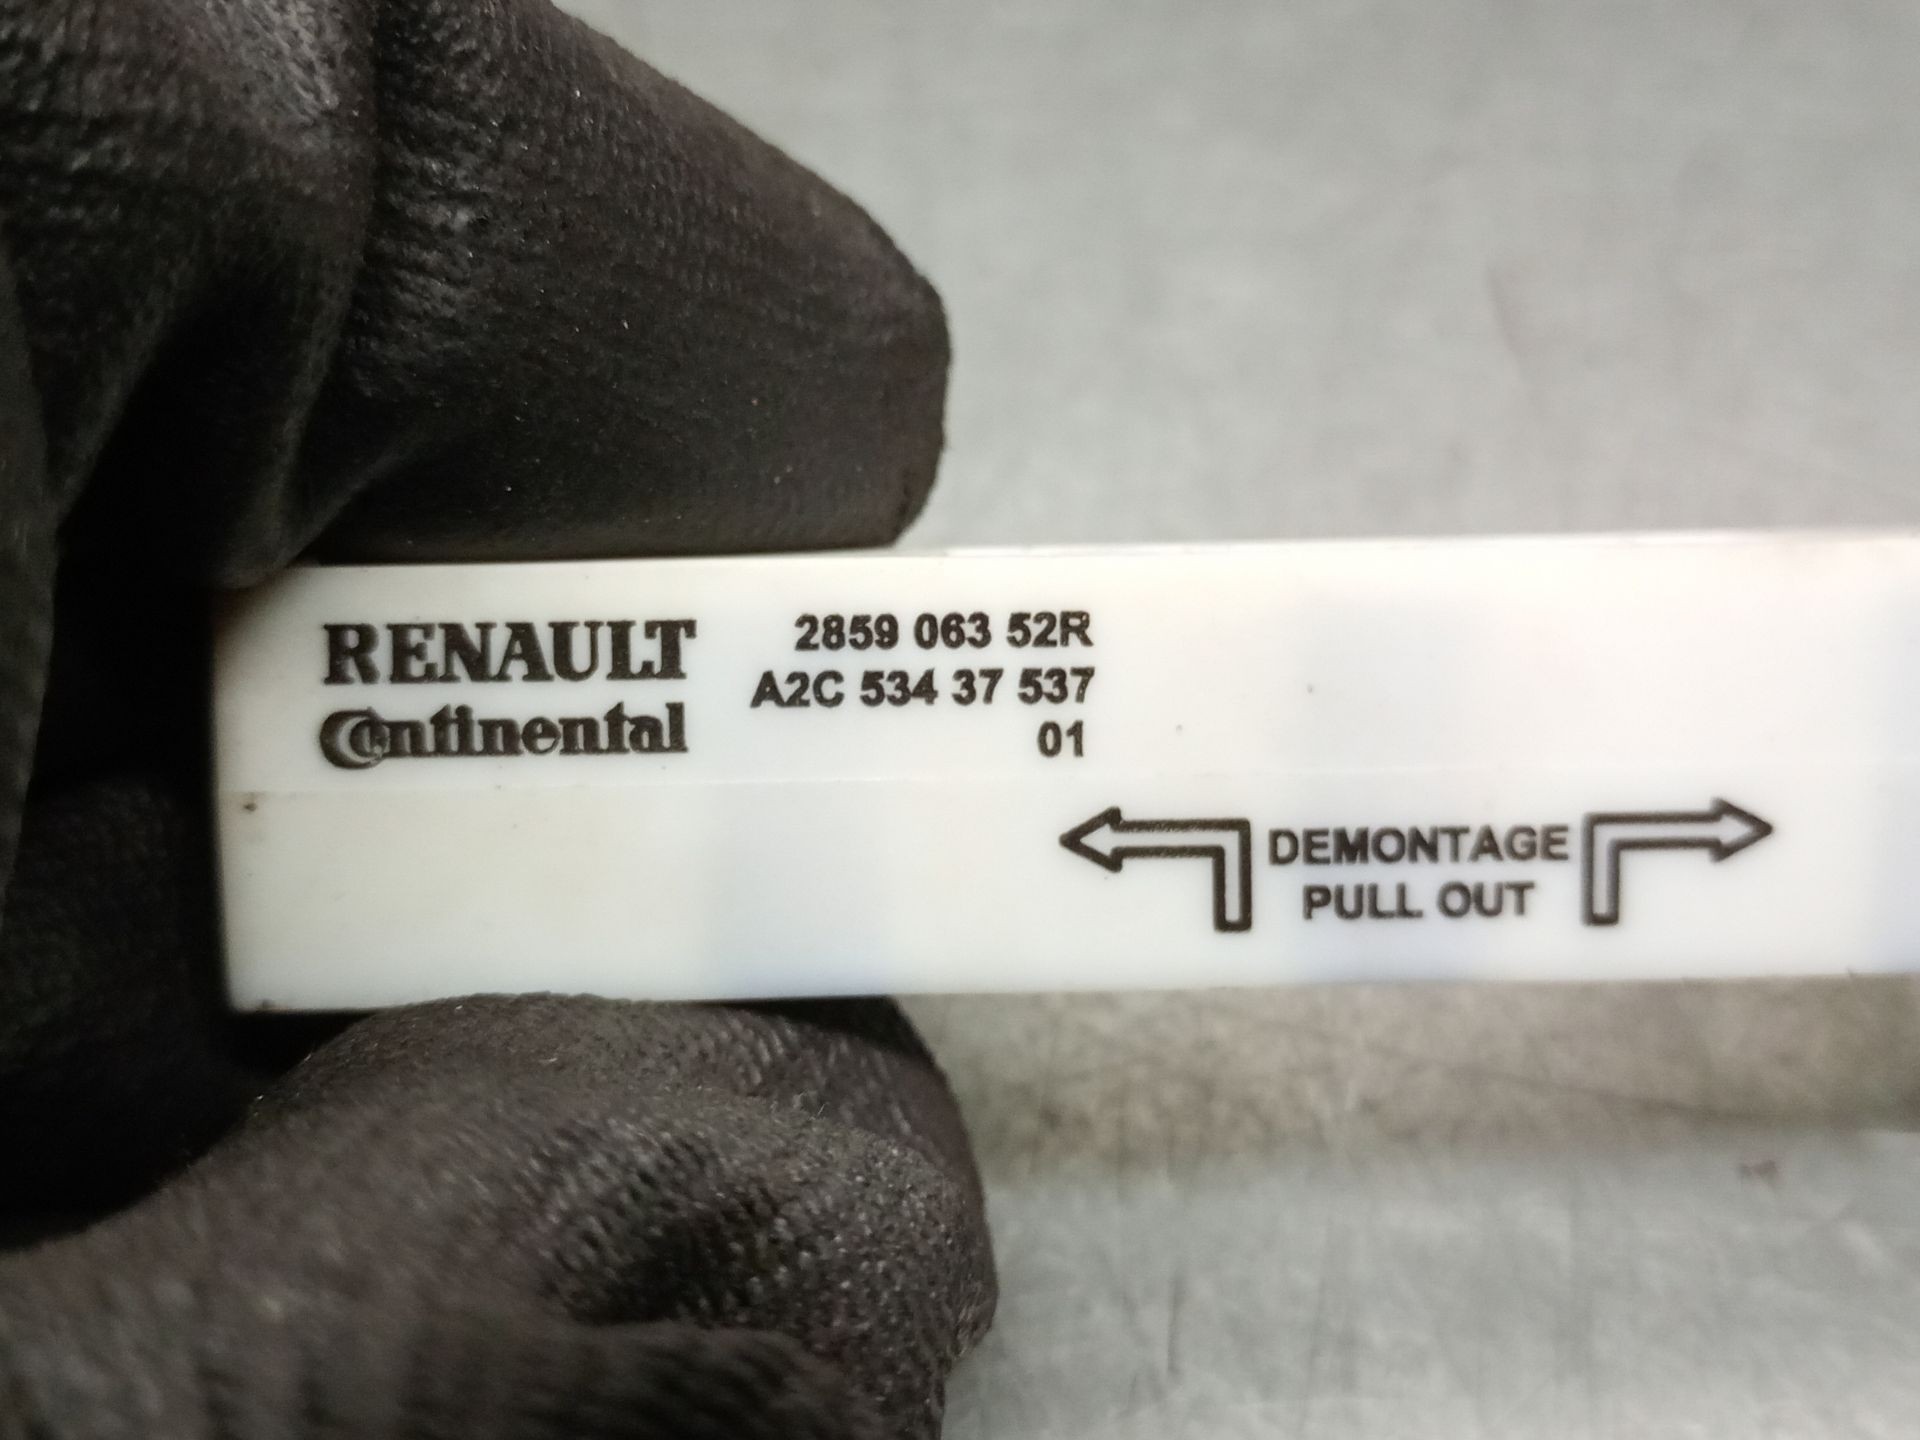 RENAULT
Continental
2859 063 52R
A2C 534 37 537
01
DEMONTAGE
PULL OUT